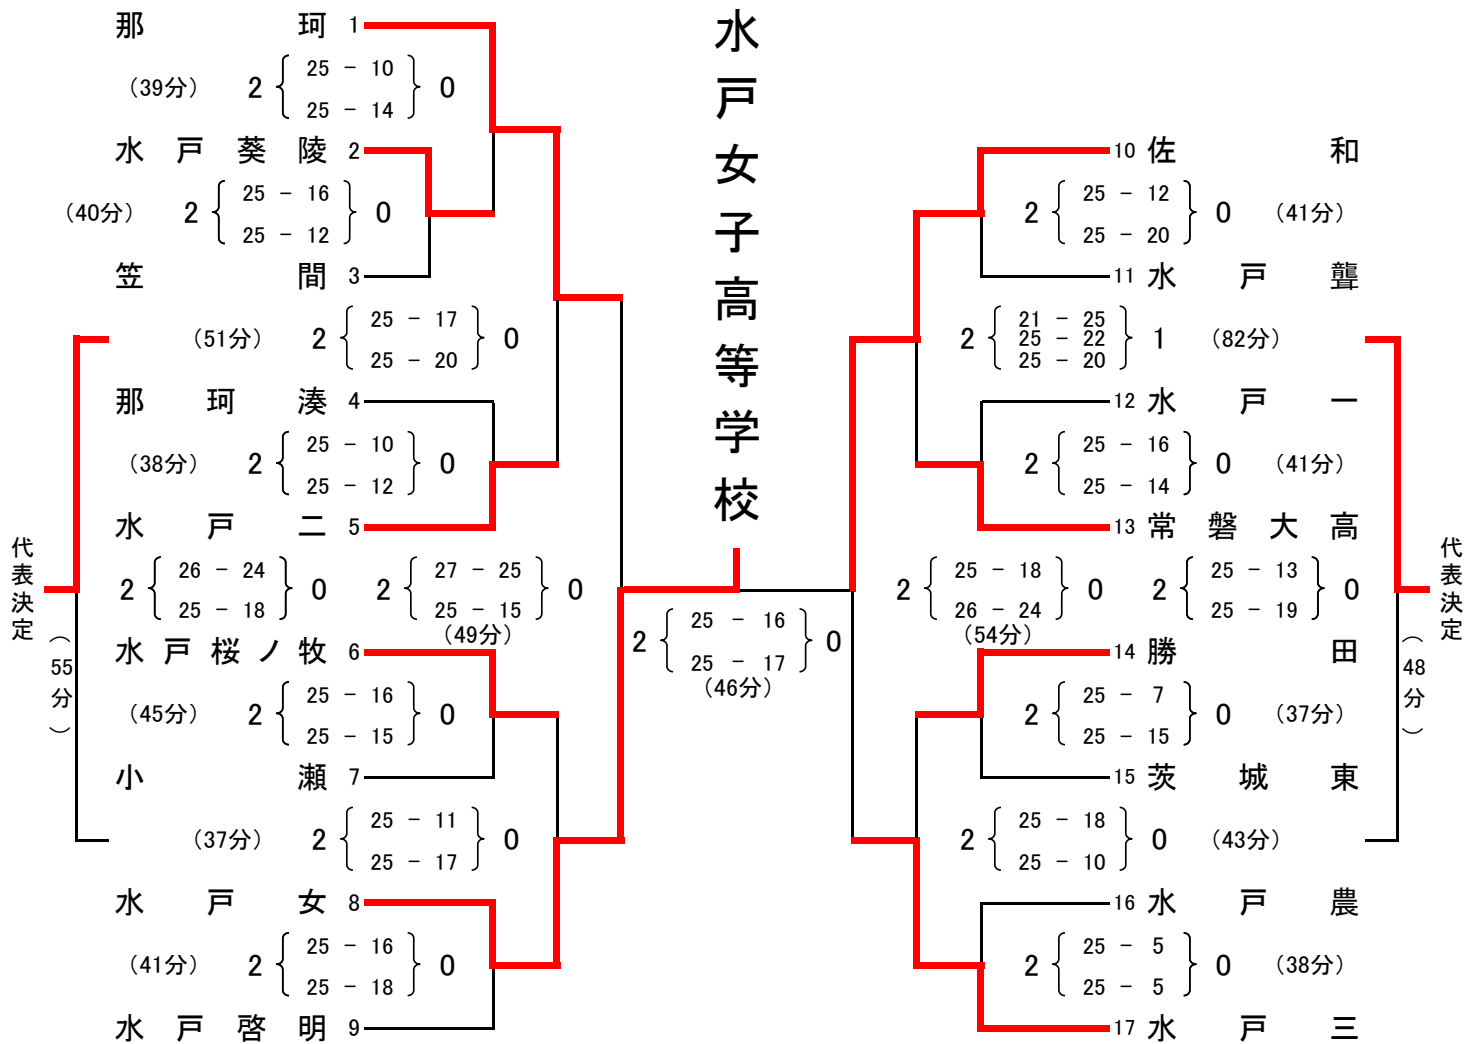 水戸女子高等学校
那珂 1
(39分) 2 { 25 - 10 } 0
25 - 14
水戸葵陵 2
(40分) 2 { 25 - 16 } 0
25 - 12
笠間 3
(51分) 2 { 25 - 17 } 0
25 - 20
那珂湊 4
(38分) 2 { 25 - 10 } 0
25 - 12
水戸二 5
代表決定
2 { 26 - 24 } 0
25 - 18
(55分)
2 { 27 - 25 } 0
25 - 15
(49分)
水戸桜ノ牧 6
(45分) 2 { 25 - 16 } 0
25 - 15
小瀬 7
(37分) 2 { 25 - 11 } 0
25 - 17
水戸女 8
(41分) 2 { 25 - 16 } 0
25 - 18
水戸啓明 9
2 { 25 - 16 } 0
25 - 17
(46分)
10 佐和
2 { 25 - 12 } 0 (41分)
25 - 20
11 水戸聾
2 { 21 - 25 } 1 (82分)
25 - 22
25 - 20
12 水戸一
2 { 25 - 16 } 0 (41分)
25 - 14
13 常磐大高
2 { 25 - 18 } 0
26 - 24
(54分)
2 { 25 - 13 } 0
25 - 19
代表決定
(48分)
14 勝田
2 { 25 - 7 } 0 (37分)
25 - 15
15 茨城東
2 { 25 - 18 } 0 (43分)
25 - 10
16 水戸農
2 { 25 - 5 } 0 (38分)
25 - 5
17 水戸三